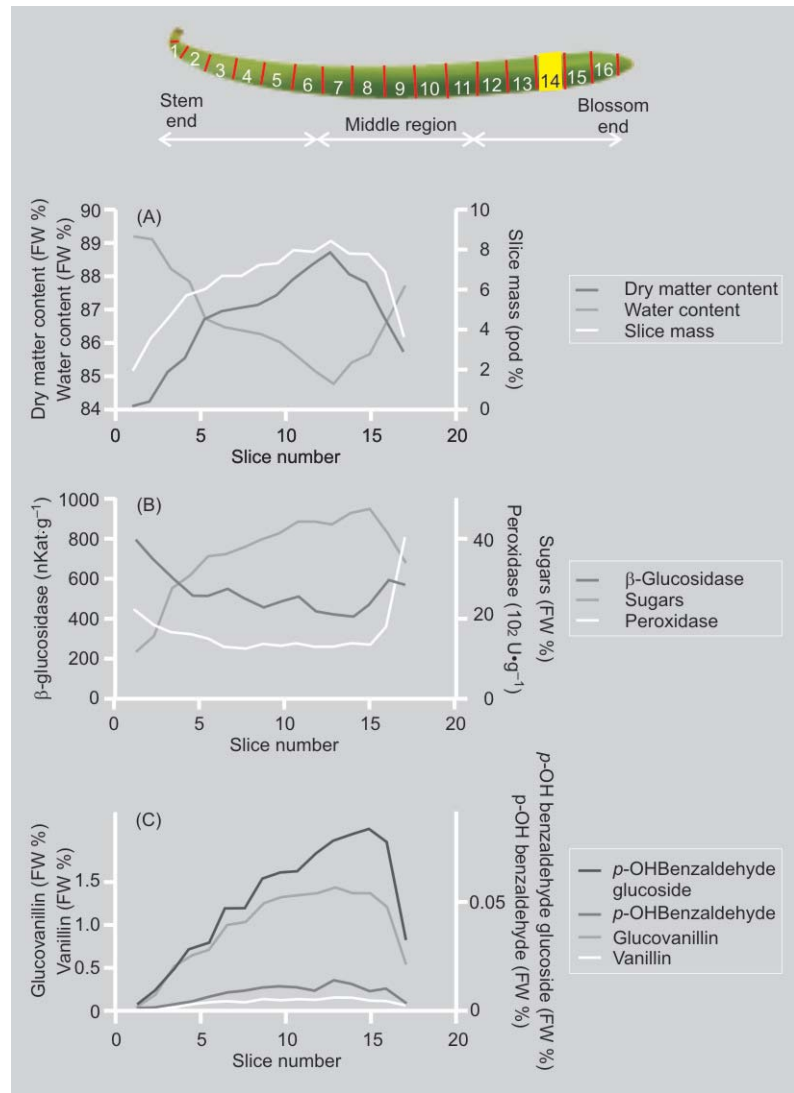 1 2 3 4 5 6 7 8 9 10 11 12 13 14 15 16
Stem
end
Middle region
Blossom
end
(A)
Dry matter content (FW %)
Water content (FW %)
90
89
88
87
86
85
84
10
8
6
4
2
0
Slice mass (pod %)
0 5 10 15 20
Slice number
Dry matter content
Water content
Slice mass
(B)
β-glucosidase (nKat·g⁻¹)
1000
800
600
400
200
0
40
20
0
Peroxidase (10₂ U•g⁻¹)
Sugars (FW %)
0 5 10 15 20
Slice number
β-Glucosidase
Sugars
Peroxidase
(C)
Glucovanillin (FW %)
Vanillin (FW %)
1.5
1.0
0.5
0
0.05
0
p-OH benzaldehyde (FW %)
p-OH benzaldehyde glucoside (FW %)
0 5 10 15 20
Slice number
p-OHBenzaldehyde
glucoside
p-OHBenzaldehyde
Glucovanillin
Vanillin